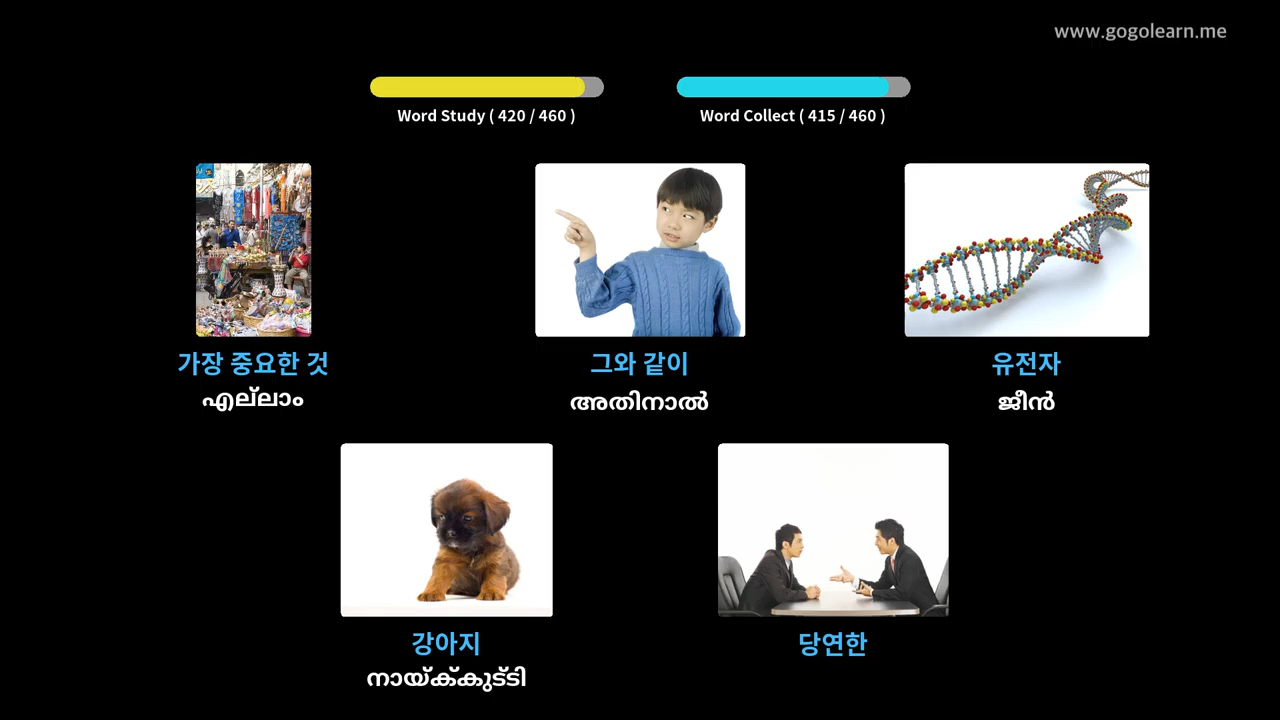 www.gogolearn.me
Word Study ( 420 / 460 )
Word Collect ( 415 / 460 )
가장 중요한 것
그와 같이
유전자
എല്ലാം
അതിനാൽ
ജീൻ
강아지
당연한
നായ്ക്കുട്ടി